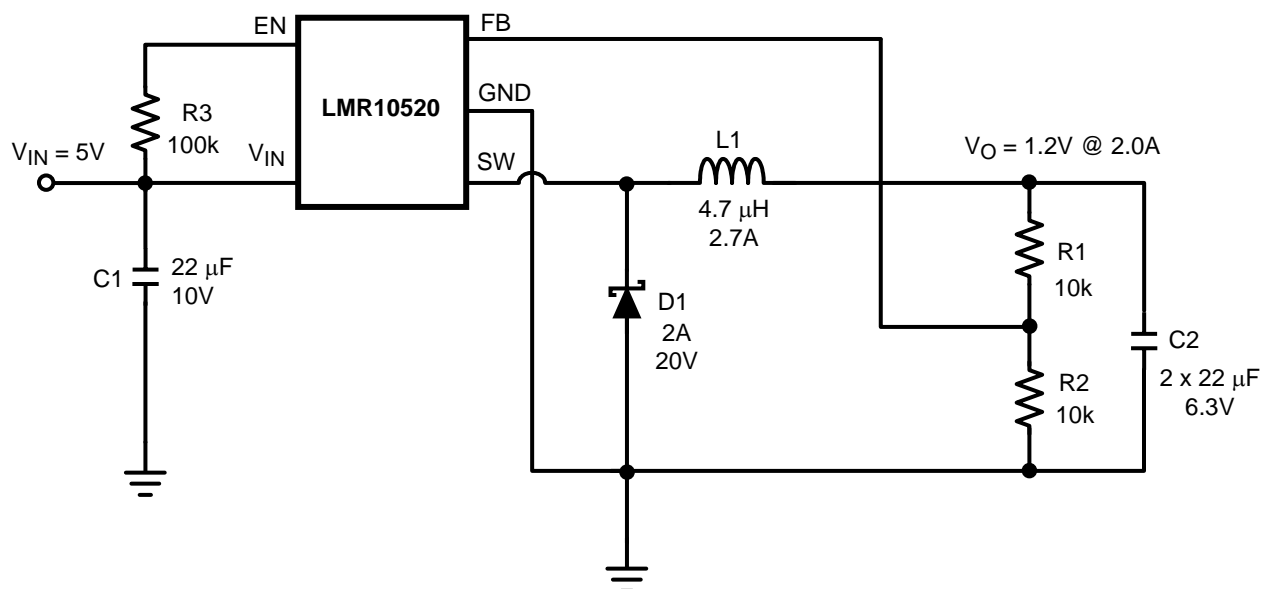 EN
FB
LMR10520
R3
100k
GND
V_IN = 5V
V_IN
SW
L1
V_O = 1.2V @ 2.0A
4.7 μH
2.7A
R1
10k
C1
22 μF
10V
D1
2A
20V
C2
2 x 22 μF
6.3V
R2
10k